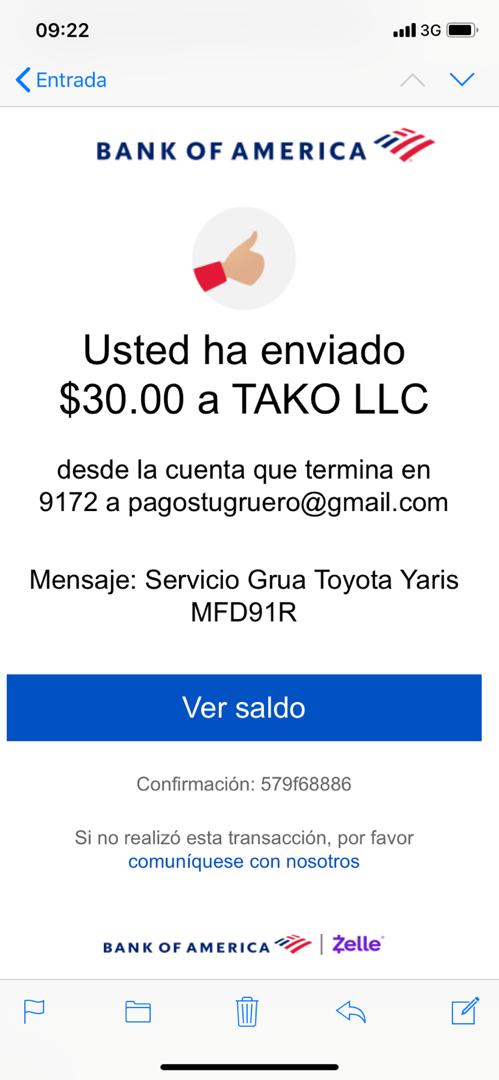 09:22
3G
Entrada
BANK OF AMERICA
Usted ha enviado
$30.00 a TAKO LLC
desde la cuenta que termina en
9172 a pagostugruero@gmail.com
Mensaje: Servicio Grua Toyota Yaris
MFD91R
Ver saldo
Confirmación: 579f68886
Si no realizó esta transacción, por favor
comuníquese con nosotros
BANK OF AMERICA | Zelle